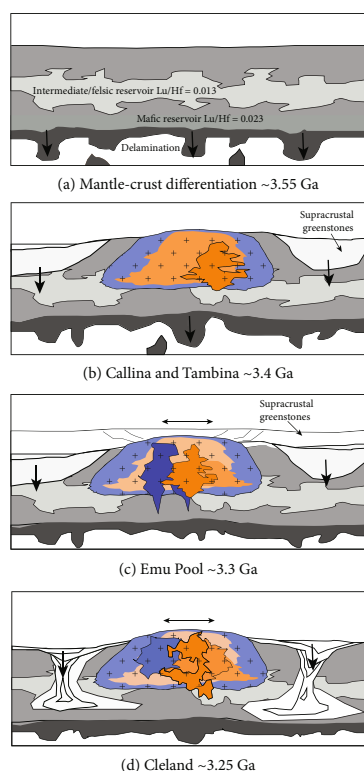 Intermediate/felsic reservoir Lu/Hf = 0.013
Mafic reservoir Lu/Hf = 0.023
Delamination
(a) Mantle-crust differentiation ~3.55 Ga
Supracrustal
greenstones
(b) Callina and Tambina ~3.4 Ga
Supracrustal
greenstones
(c) Emu Pool ~3.3 Ga
(d) Cleland ~3.25 Ga